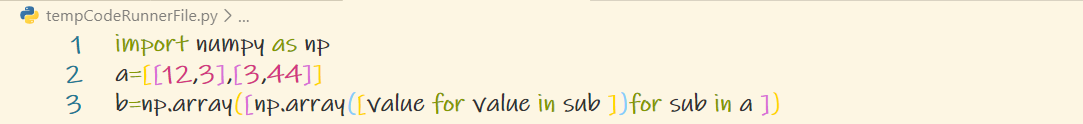 tempCodeRunnerFile.py > ...
1 import numpy as np
2 a=[[12,3],[3,44]]
3 b=np.array([np.array([value for value in sub ])for sub in a ])